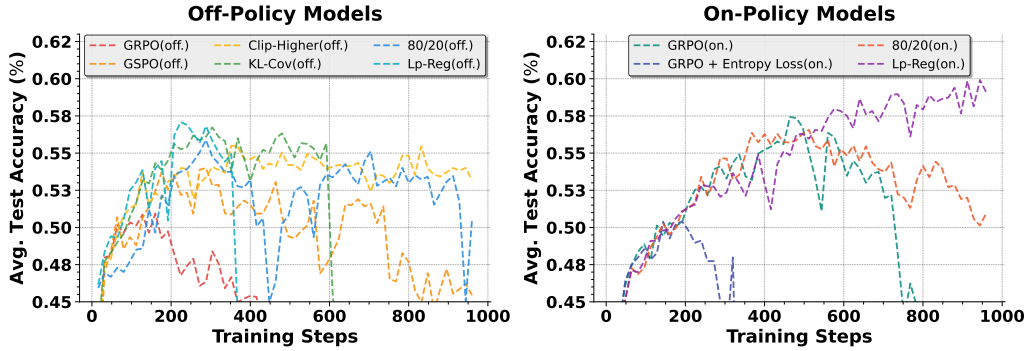 Off-Policy Models
Avg. Test Accuracy (%)
0.62
0.60
0.58
0.55
0.53
0.50
0.48
0.45
GRPO(off.)
GSPO(off.)
Clip-Higher(off.)
KL-Cov(off.)
80/20(off.)
Lp-Reg(off.)
0 200 400 600 800 1000
Training Steps
On-Policy Models
Avg. Test Accuracy (%)
0.62
0.60
0.58
0.55
0.53
0.50
0.48
0.45
GRPO(on.)
GRPO + Entropy Loss(on.)
80/20(on.)
Lp-Reg(on.)
0 200 400 600 800 1000
Training Steps